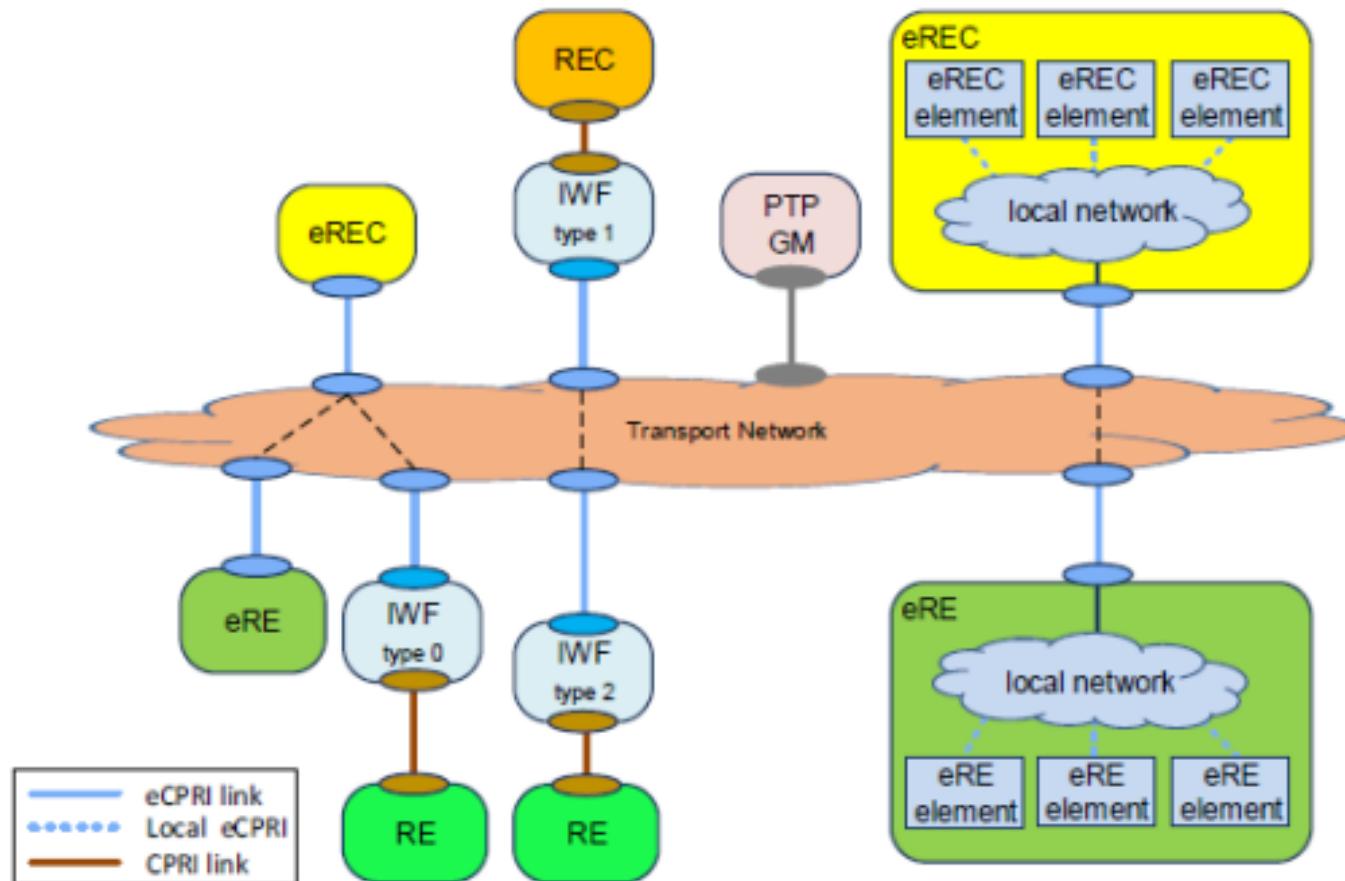 REC
IWF
type 1
eREC
PTP
GM
eREC
eREC
element
eREC
element
eREC
element
local network
Transport Network
eRE
IWF
type 0
IWF
type 2
RE
RE
eRE
local network
eRE
element
eRE
element
eRE
element
eCPRI link
Local eCPRI
CPRI link